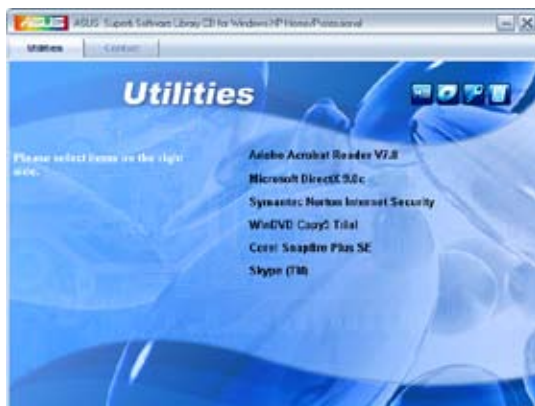 ASUS
ASUS Superb Software Library CD for Windows XP Home/Professional
Utilities
Contact
Utilities
Please select items on the right
side.
Adobe Acrobat Reader V7.0
Microsoft DirectX 9.0c
Symantec Norton Internet Security
WinDVD Copy5 Trial
Corel Snapfire Plus SE
Skype (TM)